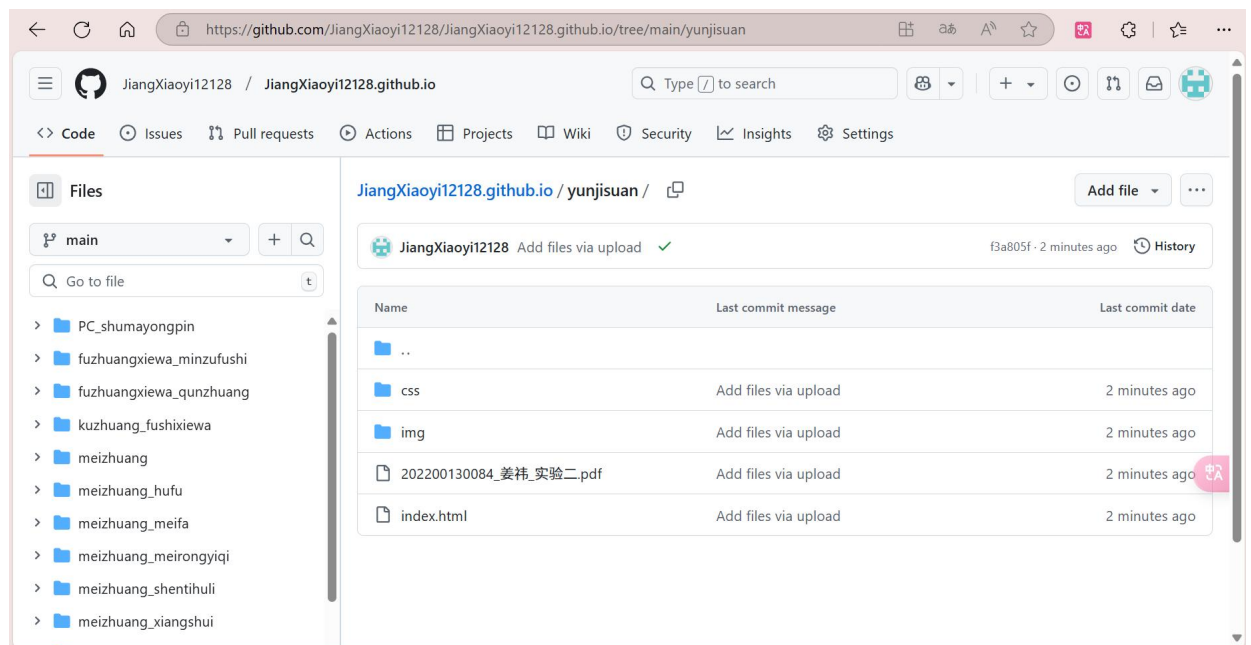 https://github.com/JiangXiaoyi12128/JiangXiaoyi12128.github.io/tree/main/yunjisuan
JiangXiaoyi12128 / JiangXiaoyi12128.github.io
Type / to search
Code Issues Pull requests Actions Projects Wiki Security Insights Settings
Files
main
Go to file t
PC_shumayongpin
fuzhuangxiewa_minzufushi
fuzhuangxiewa_qunzhuang
kuzhuang_fushixiewa
meizhuang
meizhuang_hufu
meizhuang_meifa
meizhuang_meirongyiqi
meizhuang_shentihuli
meizhuang_xiangshui
JiangXiaoyi12128.github.io / yunjisuan /
Add file
JiangXiaoyi12128 Add files via upload f3a805f · 2 minutes ago History
Name Last commit message Last commit date
..
css Add files via upload 2 minutes ago
img Add files via upload 2 minutes ago
202200130084_姜祎_实验二.pdf Add files via upload 2 minutes ago
index.html Add files via upload 2 minutes ago